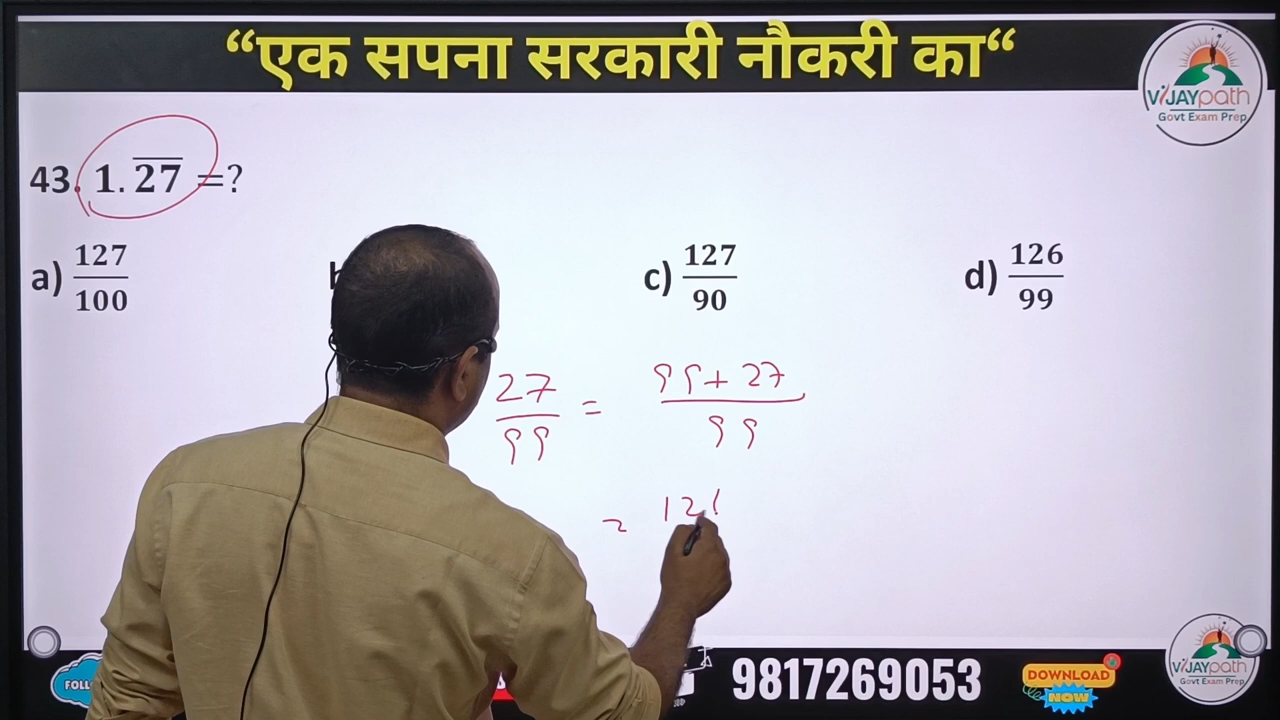 “एक सपना सरकारी नौकरी का“
VIJAYpath
Govt Exam Prep
43. 1.\overline{27} =?
a) 127/100
c) 127/90
d) 126/99
27/99 = 99+27/99
= 12
9817269053
DOWNLOAD
NOW
VIJAYpath
Govt Exam Prep